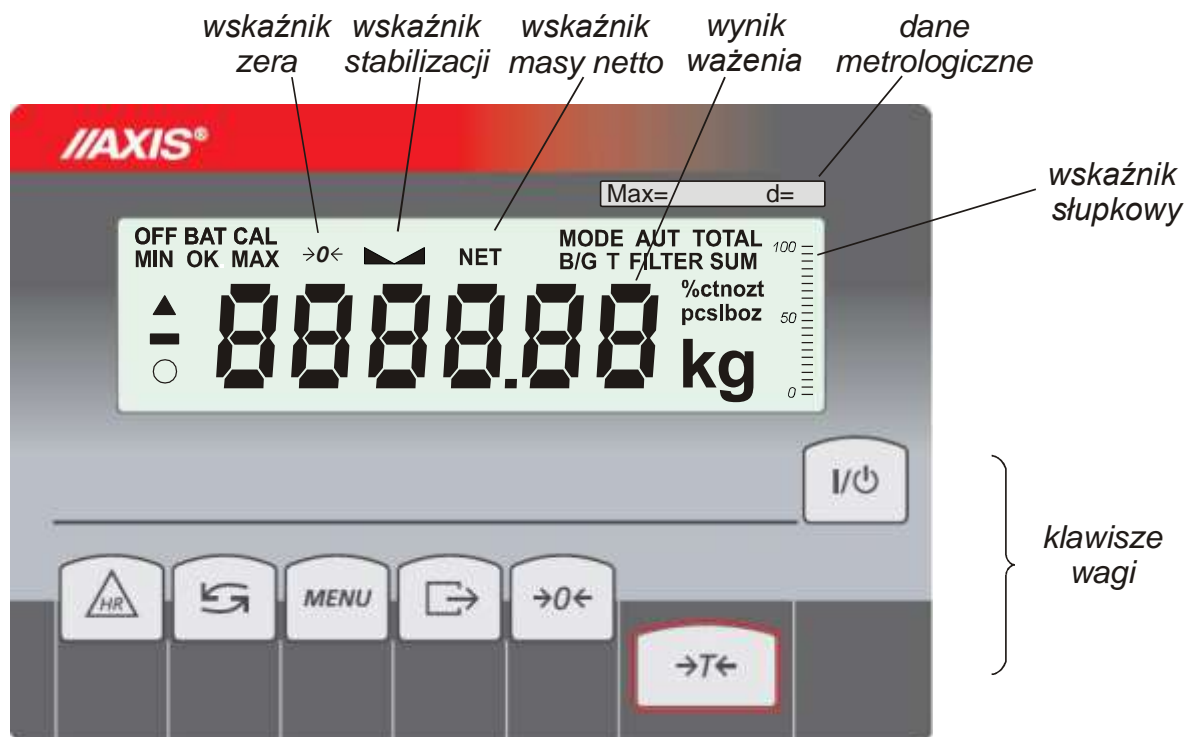 wskaźnik zera
wskaźnik stabilizacji
wskaźnik masy netto
wynik ważenia
dane metrologiczne
//AXIS®
Max= d=
wskaźnik słupkowy
OFF BAT CAL
MIN OK MAX
→0←
NET
MODE AUT TOTAL
B/G T FILTER SUM
100
50
0
%ctnozt
pcslboz
8888.88
kg
I/⏻
klawisze wagi
HR
MENU
→0←
→T←